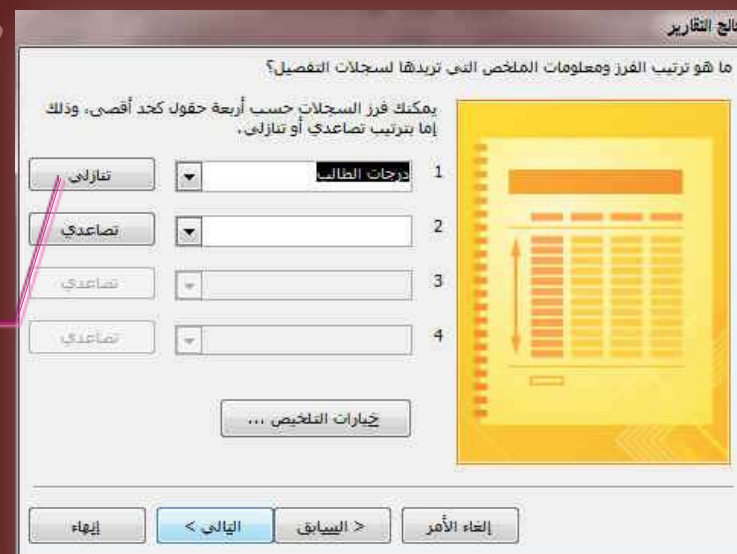 معالج التقارير
ما هو ترتيب الفرز ومعلومات الملخص التي تريدها لسجلات التفصيل؟
يمكنك فرز السجلات حسب أربعة حقول كحد أقصى، وذلك
إما بترتيب تصاعدي أو تنازلي.
1 درجات الطالب تنازلي
2 تصاعدي
3 تصاعدي
4 تصاعدي
خيارات التلخيص ...
إلغاء الأمر < السابق التالي > إنهاء